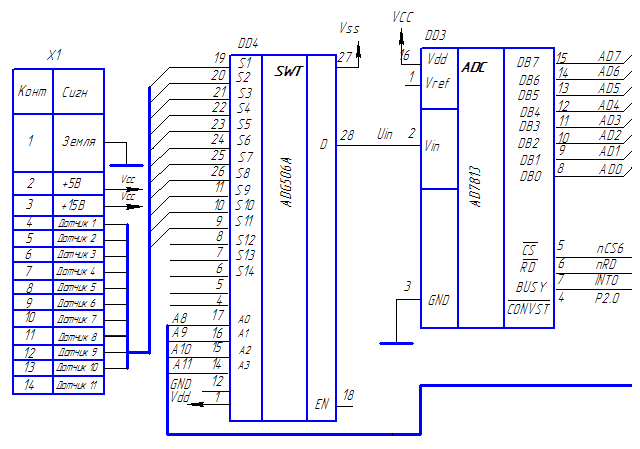 X1
Конт Сигн
1 Земля
2 +5В Vcc
3 +15В Vcc
4 Датчик 1
5 Датчик 2
6 Датчик 3
7 Датчик 4
8 Датчик 5
9 Датчик 6
10 Датчик 7
11 Датчик 8
12 Датчик 9
13 Датчик 10
14 Датчик 11
DD4
SWT
ADG506A
19 S1
20 S2
21 S3
22 S4
23 S5
24 S6
25 S7
26 S8
11 S9
10 S10
9 S11
8 S12
7 S13
6 S14
5
4
A8 17 A0
A9 16 A1
A10 15 A2
A11 14 A3
GND 12
Vdd 1
27 Vss
D 28 Uin 2
EN 18
VCC
DD3
ADC
AD7813
16 Vdd
1 Vref
Vin
3 GND
DB7 15 AD7
DB6 14 AD6
DB5 13 AD5
DB4 12 AD4
DB3 11 AD3
DB2 10 AD2
DB1 9 AD1
DB0 8 AD0
CS 5 nCS6
RD 6 nRD
BUSY 7 INT0
CONVST 4 P2.0